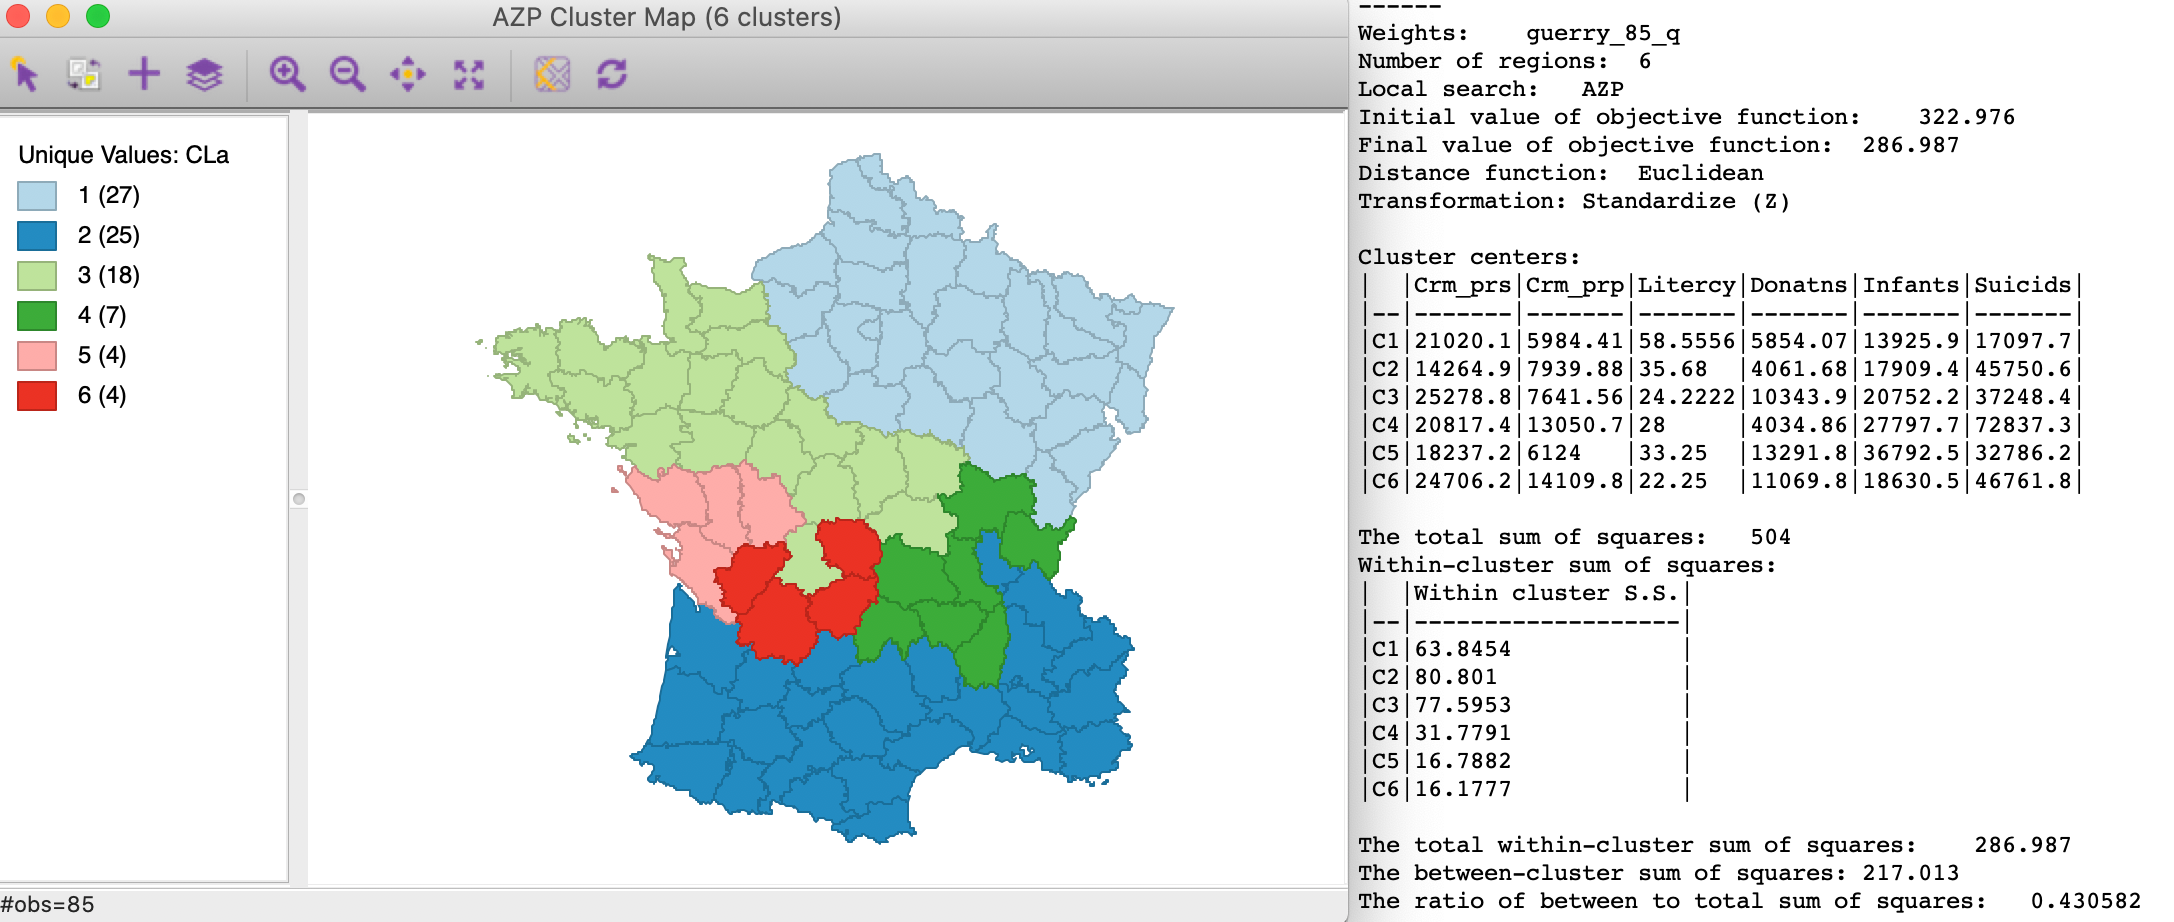 AZP Cluster Map (6 clusters)
Unique Values: CLa
1 (27)
2 (25)
3 (18)
4 (7)
5 (4)
6 (4)
#obs=85
------
Weights: guerry_85_q
Number of regions: 6
Local search: AZP
Initial value of objective function: 322.976
Final value of objective function: 286.987
Distance function: Euclidean
Transformation: Standardize (Z)
Cluster centers:
|  |Crm_prs|Crm_prp|Litercy|Donatns|Infants|Suicids|
|--|-------|-------|-------|-------|-------|-------|
|C1|21020.1|5984.41|58.5556|5854.07|13925.9|17097.7|
|C2|14264.9|7939.88|35.68  |4061.68|17909.4|45750.6|
|C3|25278.8|7641.56|24.2222|10343.9|20752.2|37248.4|
|C4|20817.4|13050.7|28     |4034.86|27797.7|72837.3|
|C5|18237.2|6124   |33.25  |13291.8|36792.5|32786.2|
|C6|24706.2|14109.8|22.25  |11069.8|18630.5|46761.8|
The total sum of squares: 504
Within-cluster sum of squares:
|  |Within cluster S.S.|
|--|-------------------|
|C1|63.8454            |
|C2|80.801             |
|C3|77.5953            |
|C4|31.7791            |
|C5|16.7882            |
|C6|16.1777            |
The total within-cluster sum of squares: 286.987
The between-cluster sum of squares: 217.013
The ratio of between to total sum of squares: 0.430582